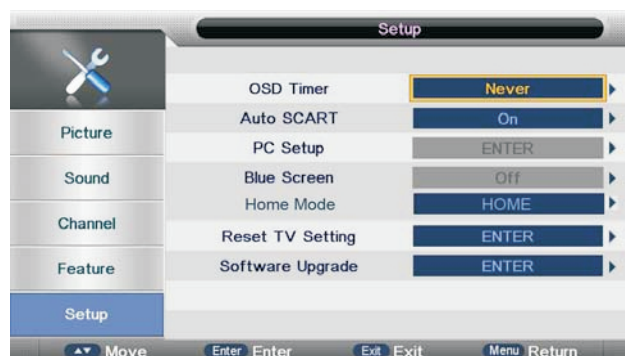 Setup
OSD Timer Never
Auto SCART On
PC Setup ENTER
Blue Screen Off
Home Mode HOME
Reset TV Setting ENTER
Software Upgrade ENTER
Picture
Sound
Channel
Feature
Setup
Move Enter Enter Exit Exit Menu Return